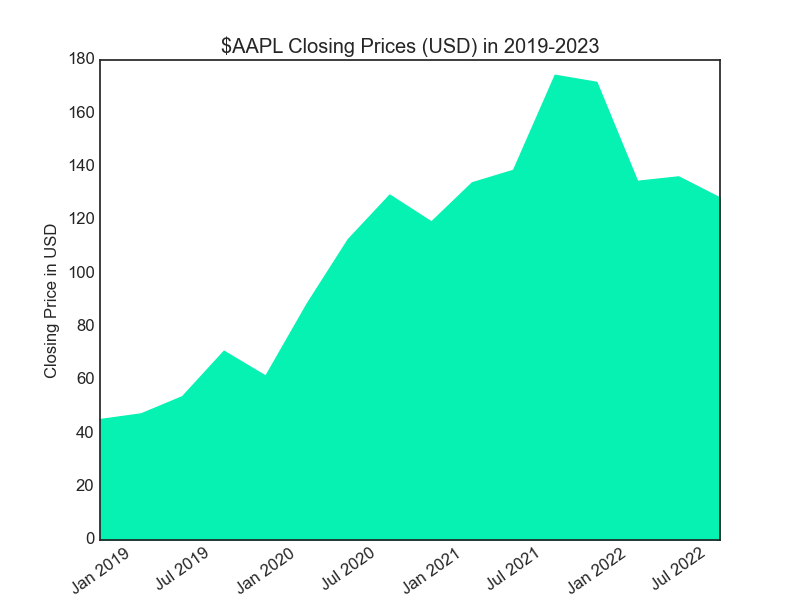 $AAPL Closing Prices (USD) in 2019-2023
Closing Price in USD
180
160
140
120
100
80
60
40
20
0
Jan 2019
Jul 2019
Jan 2020
Jul 2020
Jan 2021
Jul 2021
Jan 2022
Jul 2022